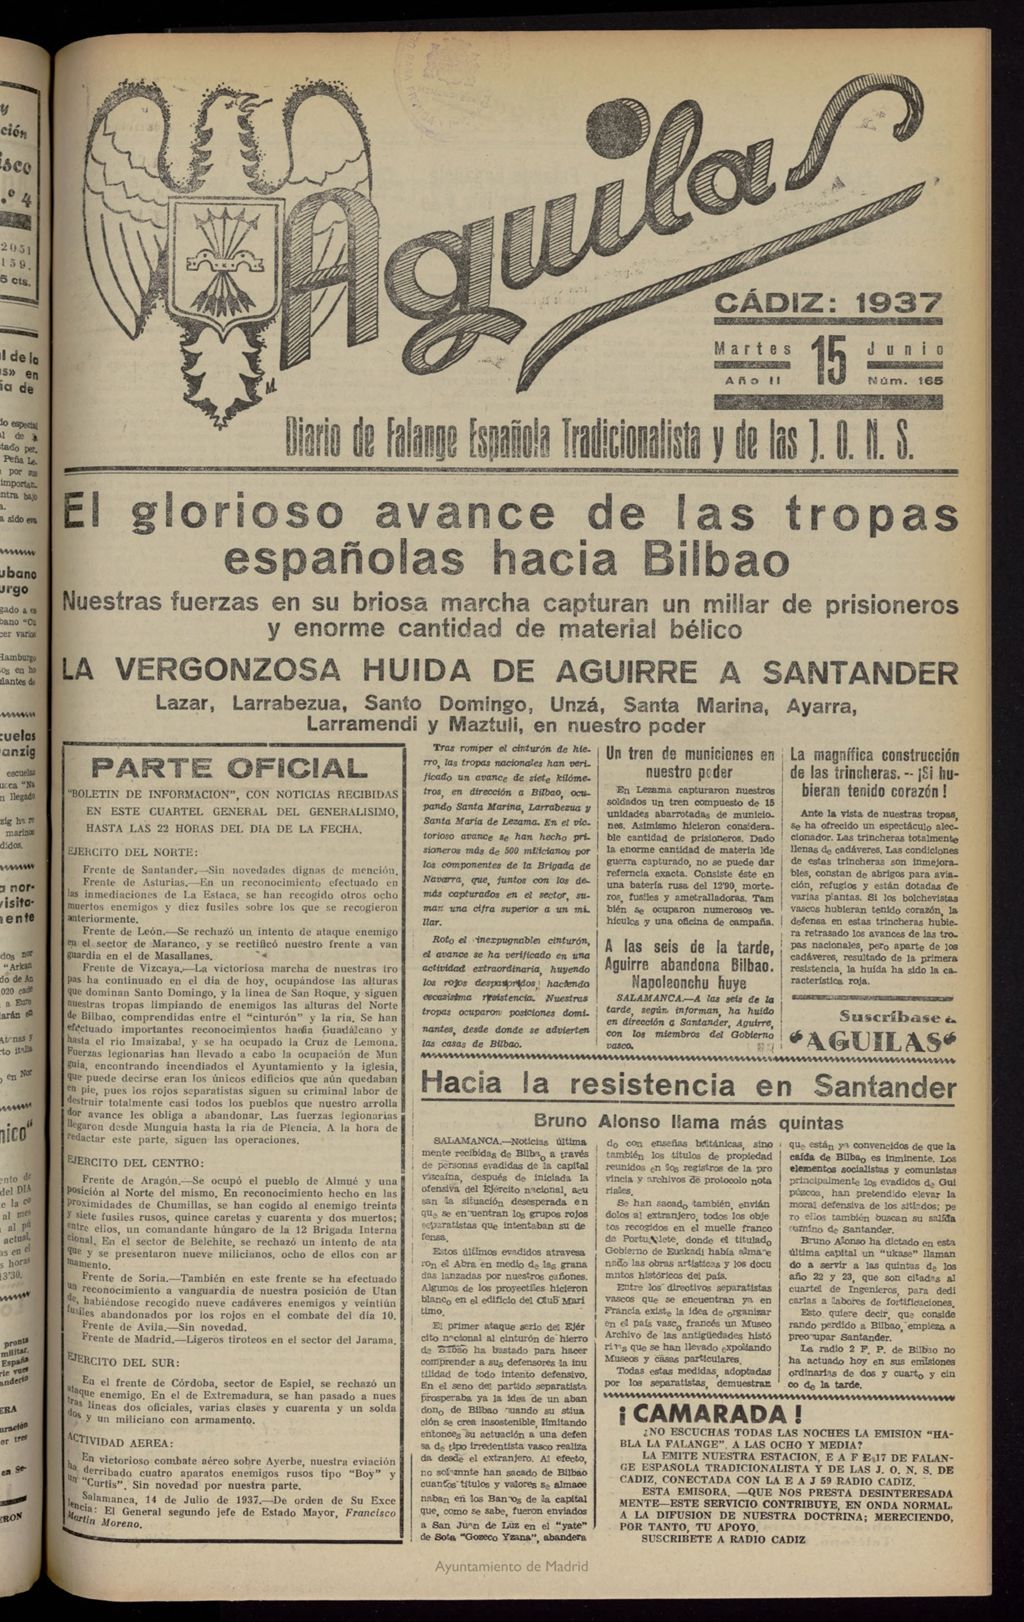 Aguilas
CÁDIZ: 1937
Martes 15 Junio
Año II Núm. 165
Diario de Falange Española Tradicionalista y de las J. O. N. S.
El glorioso avance de las tropas
españolas hacia Bilbao
Nuestras fuerzas en su briosa marcha capturan un millar de prisioneros
y enorme cantidad de material bélico
LA VERGONZOSA HUIDA DE AGUIRRE A SANTANDER
Lazar, Larrabezua, Santo Domingo, Unzá, Santa Marina, Ayarra,
Larramendi y Maztuli, en nuestro poder
PARTE OFICIAL
"BOLETIN DE INFORMACION", CON NOTICIAS RECIBIDAS
EN ESTE CUARTEL GENERAL DEL GENERALISIMO,
HASTA LAS 22 HORAS DEL DIA DE LA FECHA.
EJERCITO DEL NORTE:
Frente de Santander.—Sin novedades dignas de mención.
Frente de Asturias.—En un reconocimiento efectuado en
las inmediaciones de La Estaca, se han recogido otros ocho
muertos enemigos y diez fusiles sobre los que se recogieron
anteriormente.
Frente de León.—Se rechazó un intento de ataque enemigo
en el sector de Maranco, y se rectificó nuestro frente a van
guardia en el de Masallanes.
Frente de Vizcaya.—La victoriosa marcha de nuestras tro
pas ha continuado en el día de hoy, ocupándose las alturas
que dominan Santo Domingo, y la línea de San Roque, y siguen
nuestras tropas limpiando de enemigos las alturas del Norte
de Bilbao, comprendidas entre el "cinturón" y la ría. Se han
efectuado importantes reconocimientos hacia Guadálcano y
hasta el río Imaizabal, y se ha ocupado la Cruz de Lemona.
Fuerzas legionarias han llevado a cabo la ocupación de Mun
guía, encontrando incendiados el Ayuntamiento y la iglesia,
que puede decirse eran los únicos edificios que aún quedaban
en pie, pues los rojos separatistas siguen su criminal labor de
destruir totalmente casi todos los pueblos que nuestro arrolla
dor avance les obliga a abandonar. Las fuerzas legionarias
llegaron desde Munguía hasta la ría de Plencia. A la hora de
redactar este parte, siguen las operaciones.
EJERCITO DEL CENTRO:
Frente de Aragón.—Se ocupó el pueblo de Almué y una
posición al Norte del mismo. En reconocimiento hecho en las
proximidades de Chumillas, se han cogido al enemigo treinta
y siete fusiles rusos, quince caretas y cuarenta y dos muertos;
entre ellos, un comandante húngaro de la 12 Brigada Interna
cional. En el sector de Belchite, se rechazó un intento de ata
que y se presentaron nueve milicianos, ocho de ellos con ar
mamento.
Frente de Soria.—También en este frente se ha efectuado
un reconocimiento a vanguardia de nuestra posición de Utan
de, habiéndose recogido nueve cadáveres enemigos y veintiún
fusiles abandonados por los rojos en el combate del día 10.
Frente de Avila.—Sin novedad.
Frente de Madrid.—Ligeros tiroteos en el sector del Jarama.
EJERCITO DEL SUR:
En el frente de Córdoba, sector de Espiel, se rechazó un
ataque enemigo. En el de Extremadura, se han pasado a nues
tras líneas dos oficiales, varias clases y cuarenta y un solda
dos y un miliciano con armamento.
ACTIVIDAD AEREA:
En victorioso combate aéreo sobre Ayerbe, nuestra aviación
ha derribado cuatro aparatos enemigos rusos tipo "Boy" y
un "Curtis". Sin novedad por nuestra parte.
Salamanca, 14 de Julio de 1937.—De orden de Su Exce
lencia: El General segundo jefe de Estado Mayor, Francisco
Martín Moreno.
Tras romper el cinturón de hie-
rro, las tropas nacionales han veri-
ficado un avance de siete kilóme-
tros, en dirección a Bilbao, ocu-
pando Santa Marina, Larrabezua y
Santa María de Lezama. En el vic-
torioso avance se han hecho pri-
sioneros más de 500 milicianos por
los componentes de la Brigada de
Navarra, que, juntos con los de-
más capturados en el sector, su-
man una cifra superior a un mi-
llar.
Roto el inexpugnable cinturón,
el avance se ha verificado en una
actividad extraordinaria, huyendo
los rojos despavoridos, haciendo
escasísima resistencia. Nuestras
tropas ocuparon posiciones domi-
nantes, desde donde se advierten
las casas de Bilbao.
Un tren de municiones en
nuestro poder
En Lezama capturaron nuestros
soldados un tren compuesto de 15
unidades abarrotadas de municio-
nes. Asimismo hicieron considera-
ble cantidad de prisioneros. Dado
la enorme cantidad de materia lde
guerra capturado, no se puede dar
refernecia exacta. Consiste éste en
una batería rusa del 12'90, morte-
ros, fusiles y ametralladoras. Tam
bién se ocuparon numerosos ve-
hículos y una oficina de campaña.
A las seis de la tarde,
Aguirre abandona Bilbao.
Napoleonchu huye
SALAMANCA.—A las seis de la
tarde, según informan, ha huído
en dirección a Santander, Aguirre,
con los miembros del Gobierno
vasco.
La magnífica construcción
de las trincheras. -- ¡Si hu-
bieran tenido corazón!
Ante la vista de nuestras tropas,
se ha ofrecido un espectáculo alec-
cionador. Las trincheras totalmente
llenas de cadáveres. Las condiciones
de estas trincheras son inmejora-
bles, constan de abrigos para avia-
ción, refugios y están dotadas de
varias plantas. Si los bolchevistas
vascos hubieran tenido corazón, la
defensa en estas trincheras hubie-
ra retrasado los avances de las tro-
pas nacionales, pero aparte de los
cadáveres, resultado de la primera
resistencia, la huída ha sido la ca-
racterística roja.
Suscríbase a
"AGUILAS"
Hacia la resistencia en Santander
Bruno Alonso llama más quintas
SALAMANCA.—Noticias última
mente recibidas de Bilbao a través
de personas evadidas de la capital
vizcaína, después de iniciada la
ofensiva del Ejército nacional, acu
san la situación desesperada en
que se encuentran los grupos rojos
separatistas que intentaban su de
fensa.
Estos últimos evadidos atravesa
ron el Abra en medio de las grana
das lanzadas por nuestros cañones.
Algunos de los proyectiles hicieron
blanco en el edificio del Club Marí
timo.
El primer ataque serio del Ejér
cito nacional al cinturón de hierro
de Bilbao ha bastado para hacer
comprender a sus defensores la inu
tilidad de todo intento defensivo.
En el seno del partido separatista
prosperaba ya la idea de un aban
dono de Bilbao cuando su situa
ción se crea insostenible, limitando
entonces su actuación a una defen
sa de tipo irredentista vasco realiza
da desde el extranjero. Al efecto,
no solamente han sacado de Bilbao
cuantos títulos y valores se almace
naban en los Bancos de la capital
que, como se sabe, fueron enviados
a San Juan de Luz en el "yate"
de Sota "Goizeco Yzana", abandera
do con enseñas británicas, sino
también los títulos de propiedad
reunidos en los registros de la pro
vincia y archivos de protocolo nota
riales.
Se han sacado también, envián
dolos al extranjero, todos los obje
tos recogidos en el muelle franco
de Portugalete, donde el titulado
Gobierno de Euskadi había almace
nado las obras artísticas y los docu
mentos históricos del país.
Entre los directivos separatistas
vascos que se encuentran ya en
Francia existe la idea de organizar
en el país vasco francés un Museo
Archivo de las antigüedades histó
ricas que se han llevado expoliando
Museos y casas particulares.
Todas estas medidas, adoptadas
por los separatistas, demuestran
que están ya convencidos de que la
caída de Bilbao es inminente. Los
elementos socialistas y comunistas
principalmente los evadidos de Gui
púzcoa, han pretendido elevar la
moral defensiva de los sitiados; pe
ro ellos también buscan su salida
camino de Santander.
Bruno Alonso ha dictado en esta
última capital un "ukase" llaman
do a servir a las quintas de los
año 22 y 23, que son citadas al
cuartel de Ingenieros, para dedi
carlas a labores de fortificaciones.
Esto quiere decir, que conside
rando perdido a Bilbao, empieza a
preocupar Santander.
La radio 2 F. P. de Bilbao no
ha actuado hoy en sus emisiones
ordinarias de dos y cuarto y cin
co de la tarde.
¡CAMARADA!
¿NO ESCUCHAS TODAS LAS NOCHES LA EMISION "HA-
BLA LA FALANGE", A LAS OCHO Y MEDIA?
LA EMITE NUESTRA ESTACION, E A F E 17 DE FALAN-
GE ESPAÑOLA TRADICIONALISTA Y DE LAS J. O. N. S. DE
CADIZ, CONECTADA CON LA E A J 59 RADIO CADIZ.
ESTA EMISORA, —QUE NOS PRESTA DESINTERESADA
MENTE—ESTE SERVICIO CONTRIBUYE, EN ONDA NORMAL,
A LA DIFUSION DE NUESTRA DOCTRINA; MERECIENDO,
POR TANTO, TU APOYO.
SUSCRIBETE A RADIO CADIZ
Ayuntamiento de Madrid